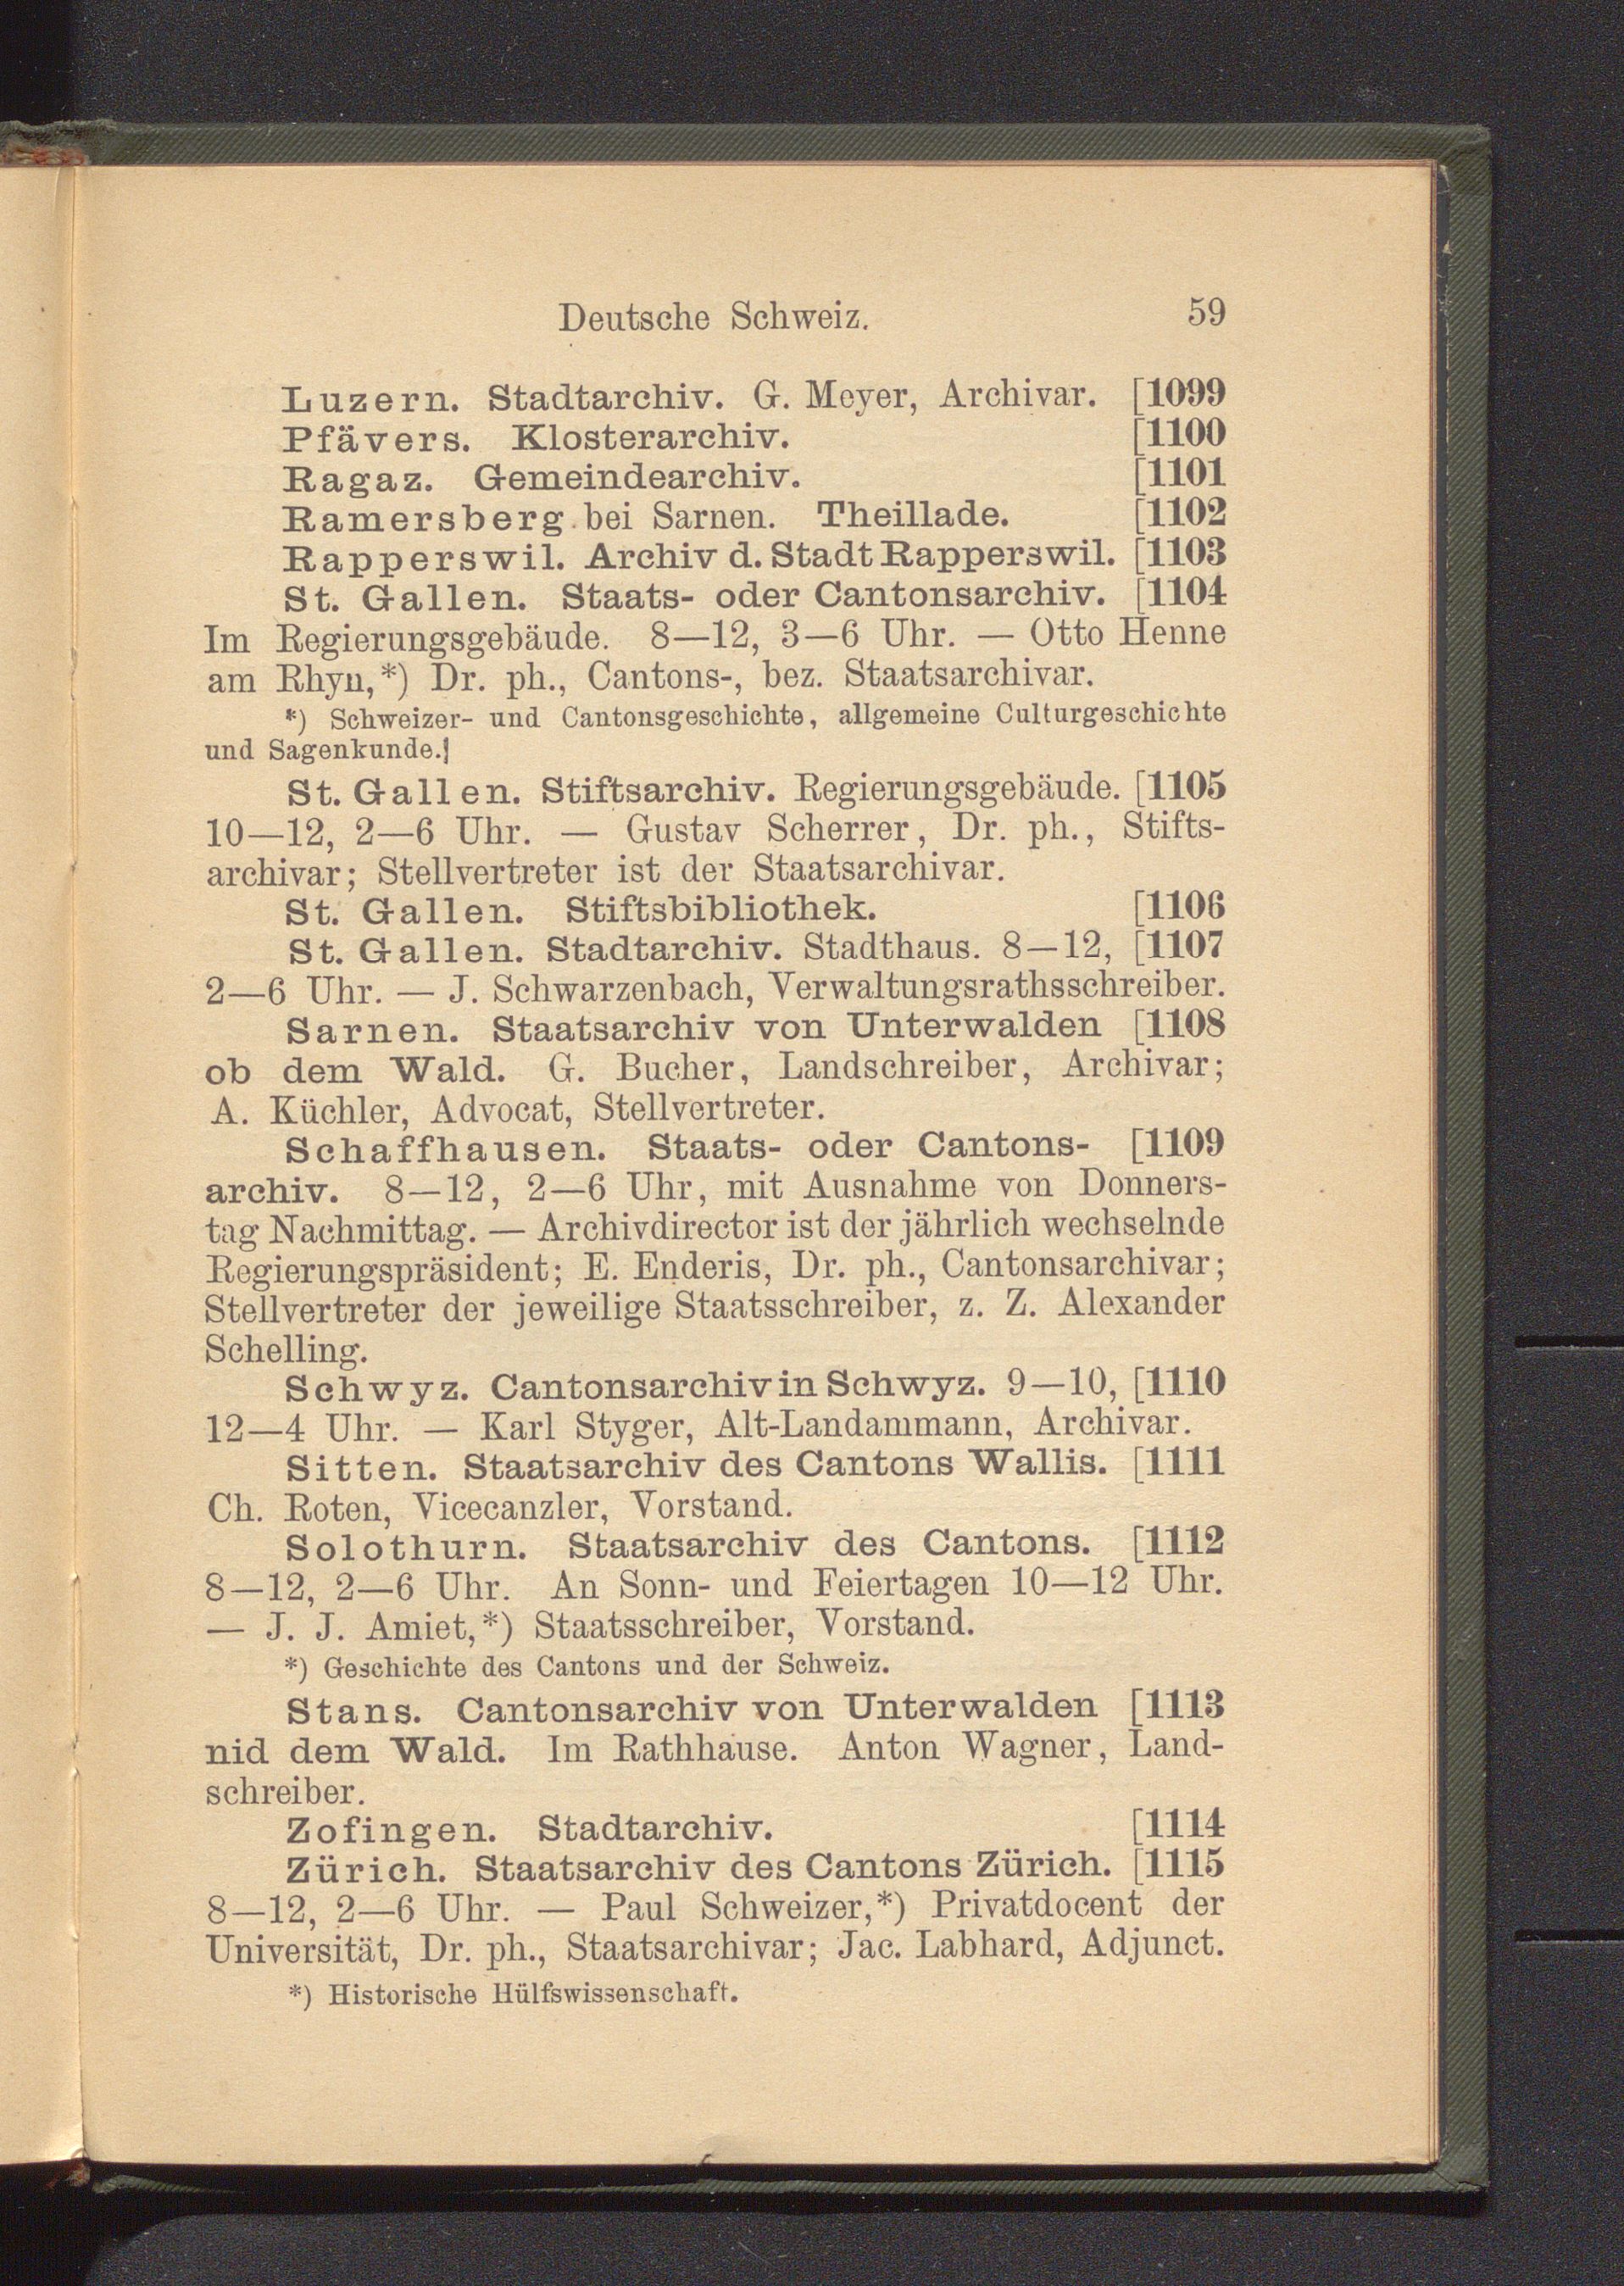 Deutsche Schweiz. 59
Luzern. Stadtarchiv. G. Meyer, Archivar. [1099
Pfävers. Klosterarchiv. [1100
Ragaz. Gemeindearchiv. [1101
Ramersberg bei Sarnen. Theillade. [1102
Rapperswil. Archiv d. Stadt Rapperswil. [1103
St. Gallen. Staats- oder Cantonsarchiv. [1104
Im Regierungsgebäude. 8—12, 3—6 Uhr. — Otto Henne
am Rhyn,*) Dr. ph., Cantons-, bez. Staatsarchivar.
*) Schweizer- und Cantonsgeschichte, allgemeine Culturgeschichte
und Sagenkunde.
St. Gallen. Stiftsarchiv. Regierungsgebäude. [1105
10—12, 2—6 Uhr. — Gustav Scherrer, Dr. ph., Stifts-
archivar; Stellvertreter ist der Staatsarchivar.
St. Gallen. Stiftsbibliothek. [1106
St. Gallen. Stadtarchiv. Stadthaus. 8—12, [1107
2—6 Uhr. — J. Schwarzenbach, Verwaltungsrathsschreiber.
Sarnen. Staatsarchiv von Unterwalden [1108
ob dem Wald. G. Bucher, Landschreiber, Archivar;
A. Küchler, Advocat, Stellvertreter.
Schaffhausen. Staats- oder Cantons- [1109
archiv. 8—12, 2—6 Uhr, mit Ausnahme von Donners-
tag Nachmittag. — Archivdirector ist der jährlich wechselnde
Regierungspräsident; E. Enderis, Dr. ph., Cantonsarchivar;
Stellvertreter der jeweilige Staatsschreiber, z. Z. Alexander
Schelling.
Schwyz. Cantonsarchiv in Schwyz. 9—10, [1110
12—4 Uhr. — Karl Styger, Alt-Landammann, Archivar.
Sitten. Staatsarchiv des Cantons Wallis. [1111
Ch. Roten, Vicecanzler, Vorstand.
Solothurn. Staatsarchiv des Cantons. [1112
8—12, 2—6 Uhr. An Sonn- und Feiertagen 10—12 Uhr.
— J. J. Amiet,*) Staatsschreiber, Vorstand.
*) Geschichte des Cantons und der Schweiz.
Stans. Cantonsarchiv von Unterwalden [1113
nid dem Wald. Im Rathhause. Anton Wagner, Land-
schreiber.
Zofingen. Stadtarchiv. [1114
Zürich. Staatsarchiv des Cantons Zürich. [1115
8—12, 2—6 Uhr. — Paul Schweizer,*) Privatdocent der
Universität, Dr. ph., Staatsarchivar; Jac. Labhard, Adjunct.
*) Historische Hülfswissenschaft.